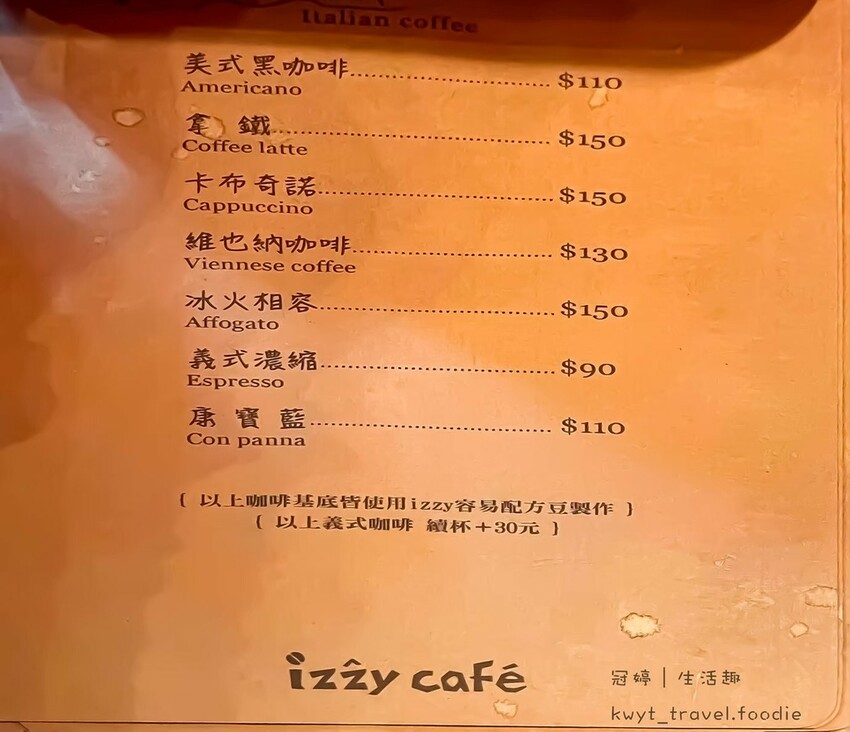 Italian coffee
美式黑咖啡.................................. $110
Americano
拿 鐵............................................... $150
Coffee latte
卡布奇諾........................................ $150
Cappuccino
維也納咖啡.................................. $130
Viennese coffee
冰火相容........................................ $150
Affogato
義式濃縮........................................ $90
Espresso
康 寶 藍......................................... $110
Con panna
{ 以上咖啡基底皆使用izzy容易配方豆製作 }
{ 以上義式咖啡 續杯+30元 }
izzy café
冠婷│生活趣
kwyt_travel.foodie